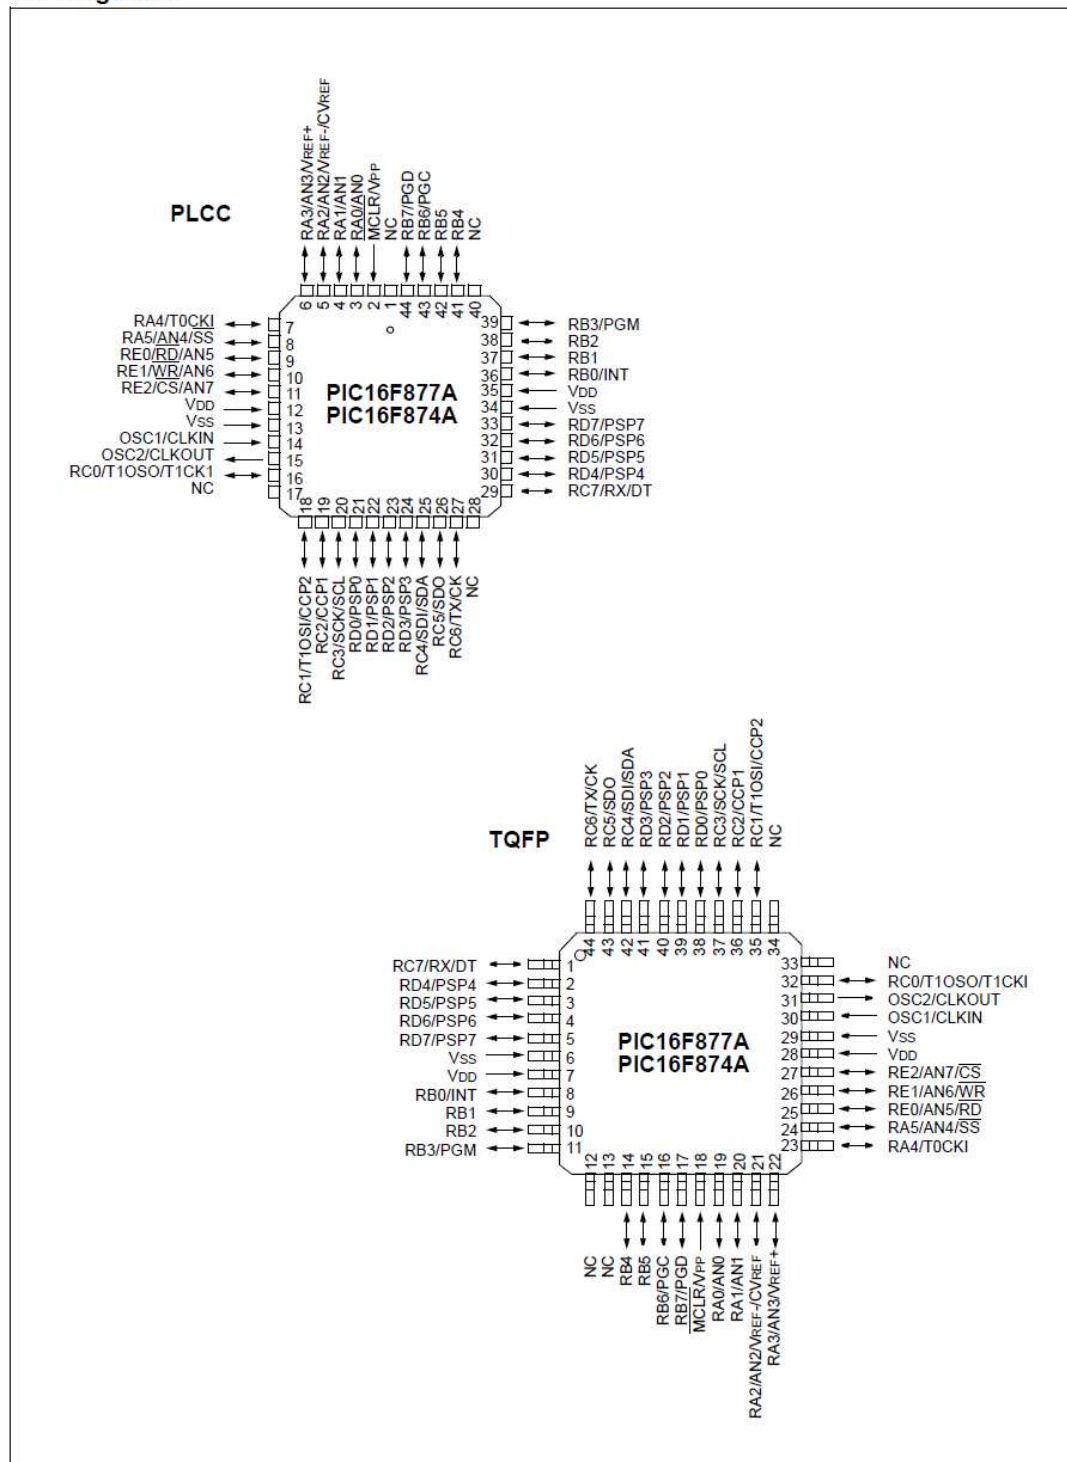 RA3/AN3/VREF+
RA2/AN2/VREF-/CVREF
RA1/AN1
RA0/AN0
MCLR/VPP
NC
RB7/PGD
RB6/PGC
RB5
RB4
NC
PLCC
6 5 4 3 2 1 44 43 42 41 40
RA4/T0CKI 7
RA5/AN4/SS 8
RE0/RD/AN5 9
RE1/WR/AN6 10
RE2/CS/AN7 11
VDD 12
VSS 13
OSC1/CLKIN 14
OSC2/CLKOUT 15
RC0/T1OSO/T1CK1 16
NC 17
PIC16F877A
PIC16F874A
39 RB3/PGM
38 RB2
37 RB1
36 RB0/INT
35 VDD
34 VSS
33 RD7/PSP7
32 RD6/PSP6
31 RD5/PSP5
30 RD4/PSP4
29 RC7/RX/DT
18 19 20 21 22 23 24 25 26 27 28
RC1/T1OSI/CCP2
RC2/CCP1
RC3/SCK/SCL
RD0/PSP0
RD1/PSP1
RD2/PSP2
RD3/PSP3
RC4/SDI/SDA
RC5/SDO
RC6/TX/CK
NC
RC6/TX/CK
RC5/SDO
RC4/SDI/SDA
RD3/PSP3
RD2/PSP2
RD1/PSP1
RD0/PSP0
RC3/SCK/SCL
RC2/CCP1
RC1/T1OSI/CCP2
NC
TQFP
44 43 42 41 40 39 38 37 36 35 34
RC7/RX/DT 1
RD4/PSP4 2
RD5/PSP5 3
RD6/PSP6 4
RD7/PSP7 5
VSS 6
VDD 7
RB0/INT 8
RB1 9
RB2 10
RB3/PGM 11
PIC16F877A
PIC16F874A
33 NC
32 RC0/T1OSO/T1CKI
31 OSC2/CLKOUT
30 OSC1/CLKIN
29 VSS
28 VDD
27 RE2/AN7/CS
26 RE1/AN6/WR
25 RE0/AN5/RD
24 RA5/AN4/SS
23 RA4/T0CKI
12 13 14 15 16 17 18 19 20 21 22
NC
NC
RB4
RB5
RB6/PGC
RB7/PGD
MCLR/VPP
RA0/AN0
RA1/AN1
RA2/AN2/VREF-/CVREF
RA3/AN3/VREF+